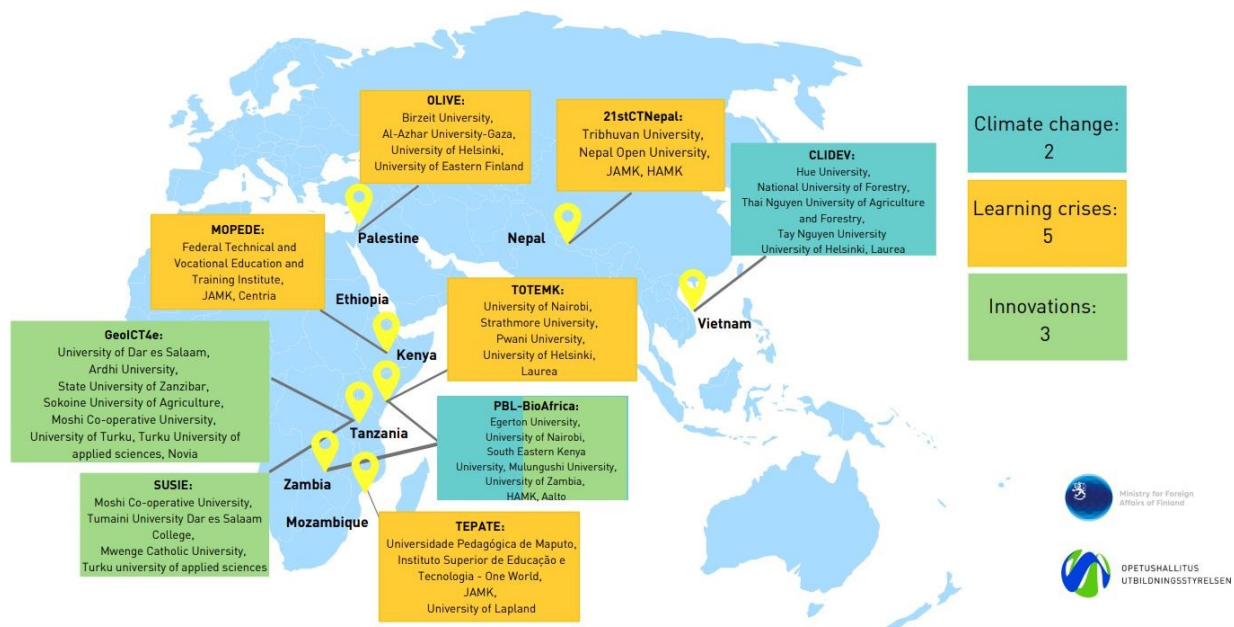 OLIVE:
Birzeit University,
Al-Azhar University-Gaza,
University of Helsinki,
University of Eastern Finland
21stCTNepal:
Tribhuvan University,
Nepal Open University,
JAMK, HAMK
CLIDEV:
Hue University,
National University of Forestry,
Thai Nguyen University of Agriculture
and Forestry,
Tay Nguyen University
University of Helsinki, Laurea
Climate change:
2
Learning crises:
5
Innovations:
3
MOPEDE:
Federal Technical and
Vocational Education and
Training Institute,
JAMK, Centria
Palestine
Nepal
Vietnam
Ethiopia
Kenya
Tanzania
Zambia
Mozambique
TOTEMK:
University of Nairobi,
Strathmore University,
Pwani University,
University of Helsinki,
Laurea
GeoICT4e:
University of Dar es Salaam,
Ardhi University,
State University of Zanzibar,
Sokoine University of Agriculture,
Moshi Co-operative University,
University of Turku, Turku University of
applied sciences, Novia
PBL-BioAfrica:
Egerton University,
University of Nairobi,
South Eastern Kenya
University, Mulungushi University,
University of Zambia,
HAMK, Aalto
SUSIE:
Moshi Co-operative University,
Tumaini University Dar es Salaam
College,
Mwenge Catholic University,
Turku university of applied sciences
TEPATE:
Universidade Pedagógica de Maputo,
Instituto Superior de Educação e
Tecnologia - One World,
JAMK,
University of Lapland
Ministry for Foreign
Affairs of Finland
OPETUSHALLITUS
UTBILDNINGSSTYRELSEN